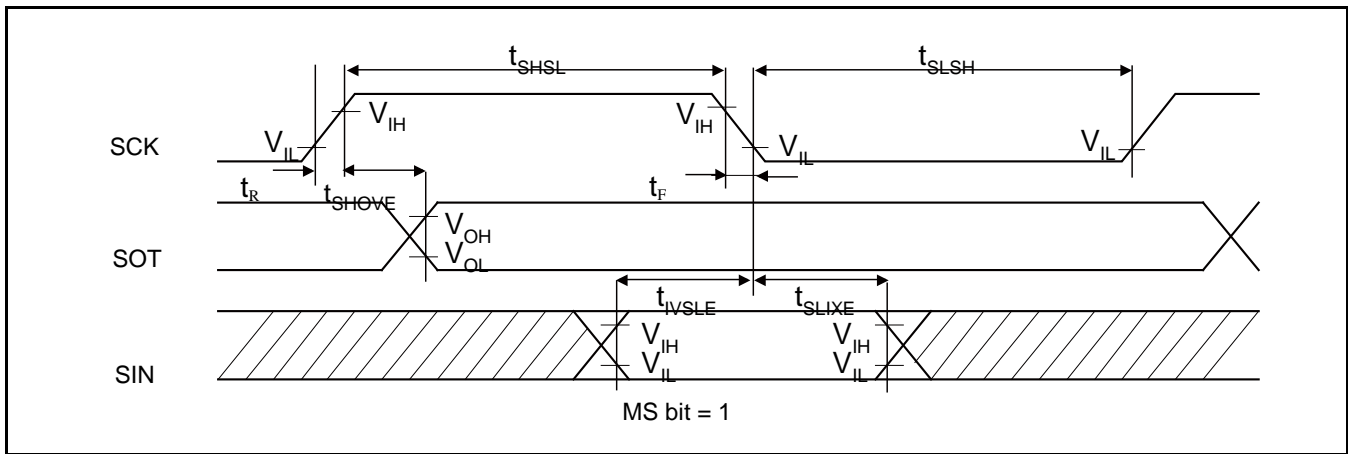 tSHSL tSLSH
VIH VIH
SCK VIL VIL VIL
tR tSHOVE tF
VOH
SOT VOL
tIVSLE tSLIXE
VIH VIH
SIN VIL VIL
MS bit = 1